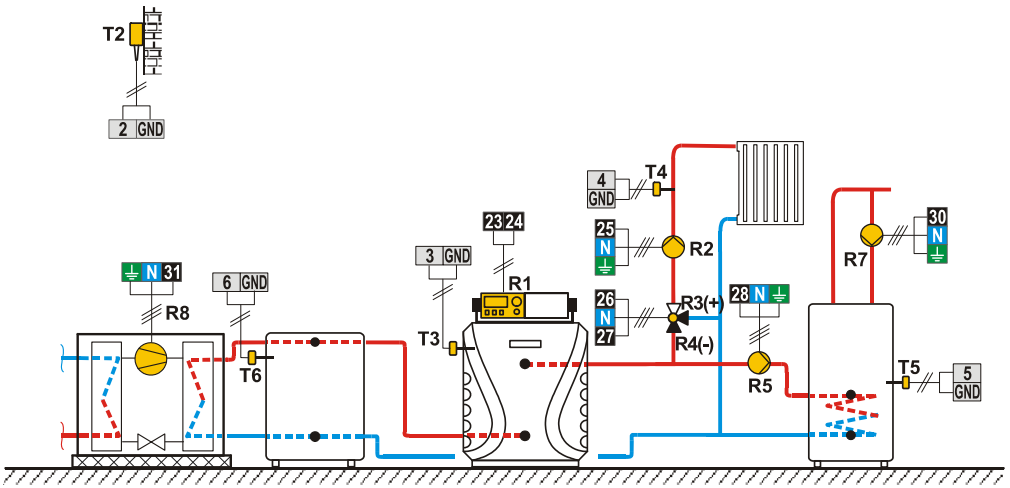 T2
2 GND
4
GND
T4
23 24
R1
25
N
R2
30
N
R7
3 GND
N 31
R8
6 GND
26
N
27
R3(+)
R4(-)
28 N
R5
T3
T6
T5
5
GND